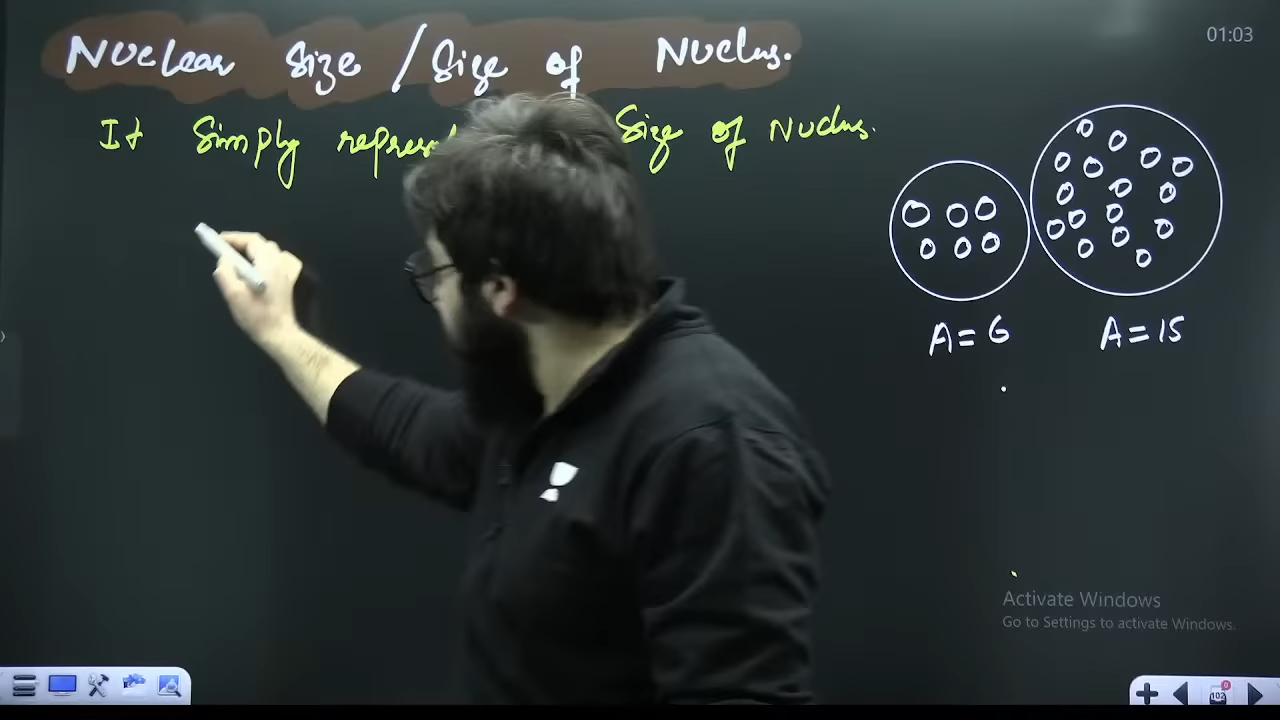 01:03
Nuclear Size / Size of Nuclus.
It Simply Size of Nuclus.
A = 6
A = 15
Activate Windows
Go to Settings to activate Windows.
102